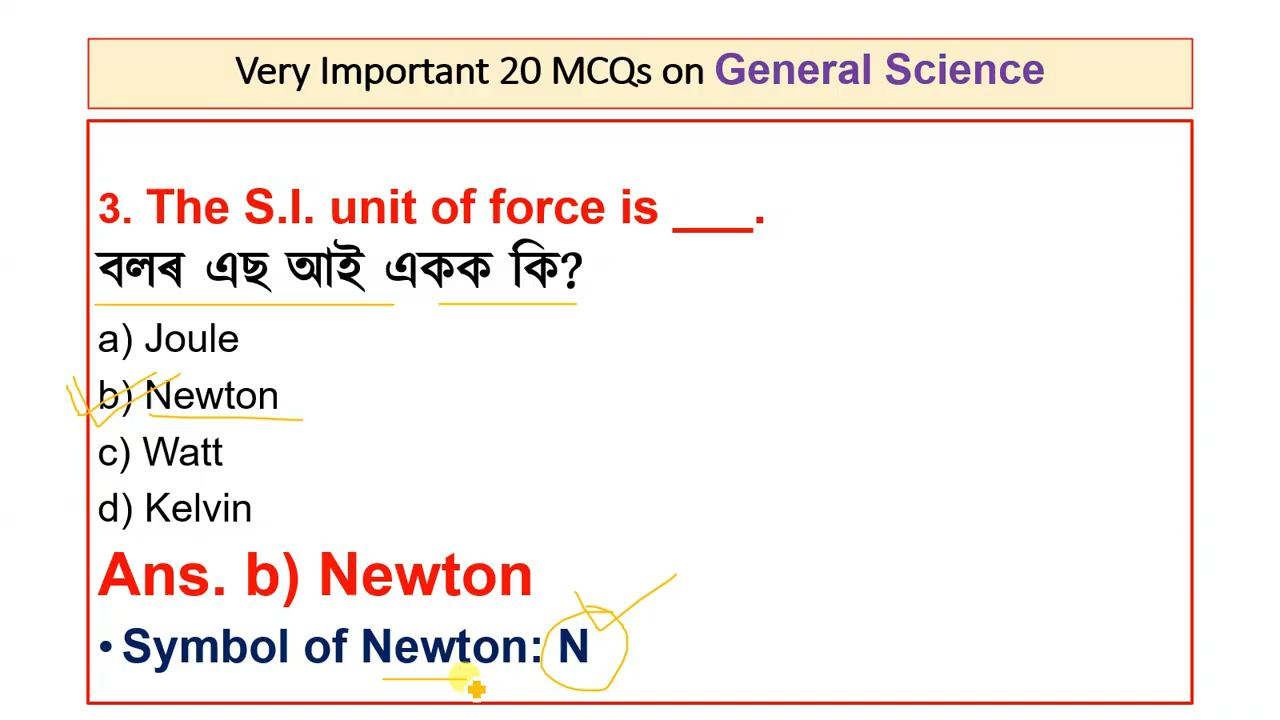 Very Important 20 MCQs on General Science
3. The S.I. unit of force is ___.
বলৰ এছ আই একক কি?
a) Joule
b) Newton
c) Watt
d) Kelvin
Ans. b) Newton
• Symbol of Newton: N